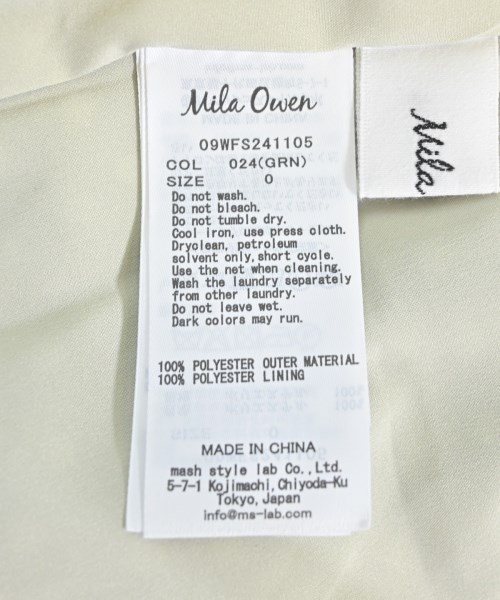 Mila Owen
09WFS241105
COL 024(GRN)
SIZE 0
Do not wash.
Do not bleach.
Do not tumble dry.
Cool iron, use press cloth.
Dryclean, petroleum
solvent only, short cycle.
Use the net when cleaning.
Wash the laundry separately
from other laundry.
Do not leave wet.
Dark colors may run.
100% POLYESTER OUTER MATERIAL
100% POLYESTER LINING
MADE IN CHINA
mash style lab Co.,Ltd.
5-7-1 Kojimachi,Chiyoda-Ku
Tokyo,Japan
info@ms-lab.com
Mila